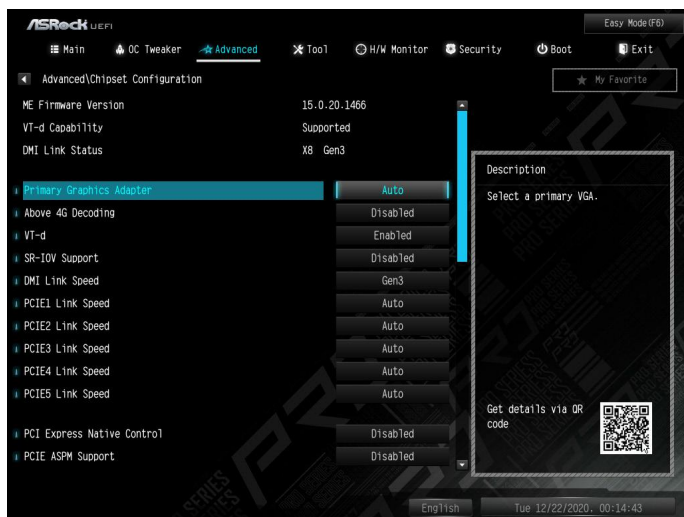 ASRock UEFI
Easy Mode(F6)
Main OC Tweaker Advanced Tool H/W Monitor Security Boot Exit
Advanced\Chipset Configuration
My Favorite
ME Firmware Version 15.0.20.1466
VT-d Capability Supported
DMI Link Status X8 Gen3
Primary Graphics Adapter Auto
Above 4G Decoding Disabled
VT-d Enabled
SR-IOV Support Disabled
DMI Link Speed Gen3
PCIE1 Link Speed Auto
PCIE2 Link Speed Auto
PCIE3 Link Speed Auto
PCIE4 Link Speed Auto
PCIE5 Link Speed Auto
PCI Express Native Control Disabled
PCIE ASPM Support Disabled
Description
Select a primary VGA.
Get details via QR
code
English
Tue 12/22/2020. 00:14:43